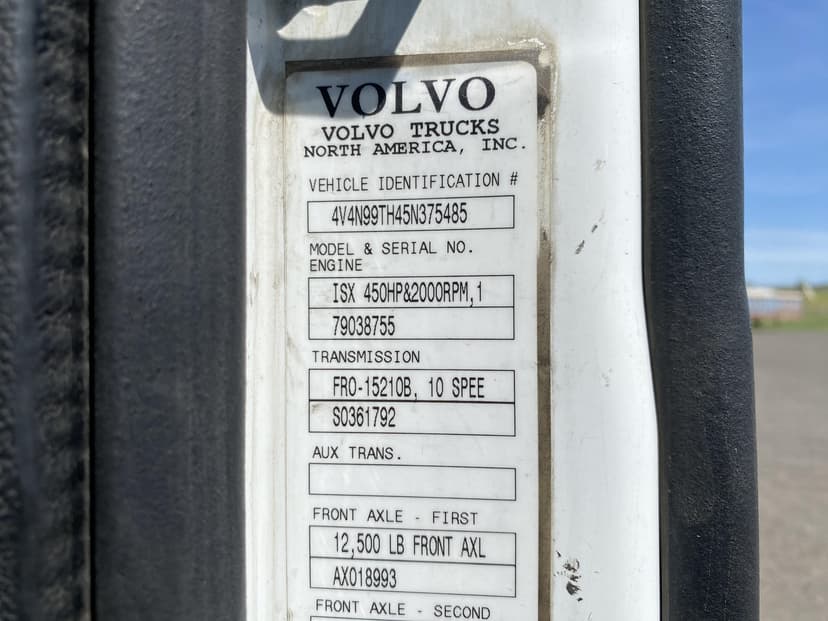 VOLVO
VOLVO TRUCKS
NORTH AMERICA, INC.
VEHICLE IDENTIFICATION #
4V4N99TH45N375485
MODEL & SERIAL NO.
ENGINE
ISX 450HP&2000RPM,1
79038755
TRANSMISSION
FRO-15210B, 10 SPEE
S0361792
AUX TRANS.
FRONT AXLE - FIRST
12,500 LB FRONT AXL
AX018993
FRONT AXLE - SECOND